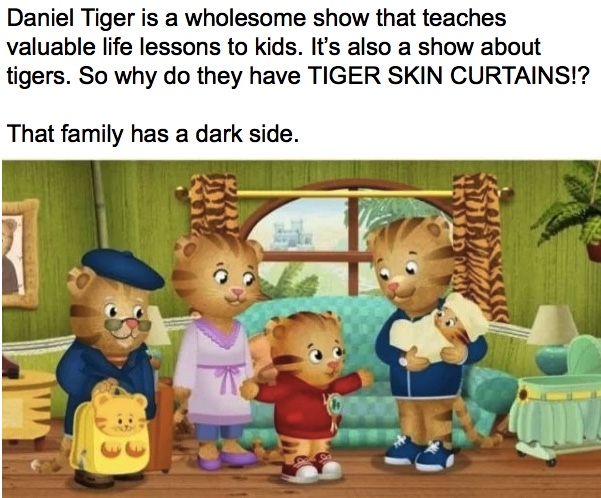 Daniel Tiger is a wholesome show that teaches
valuable life lessons to kids. It’s also a show about
tigers. So why do they have TIGER SKIN CURTAINS!?
That family has a dark side.